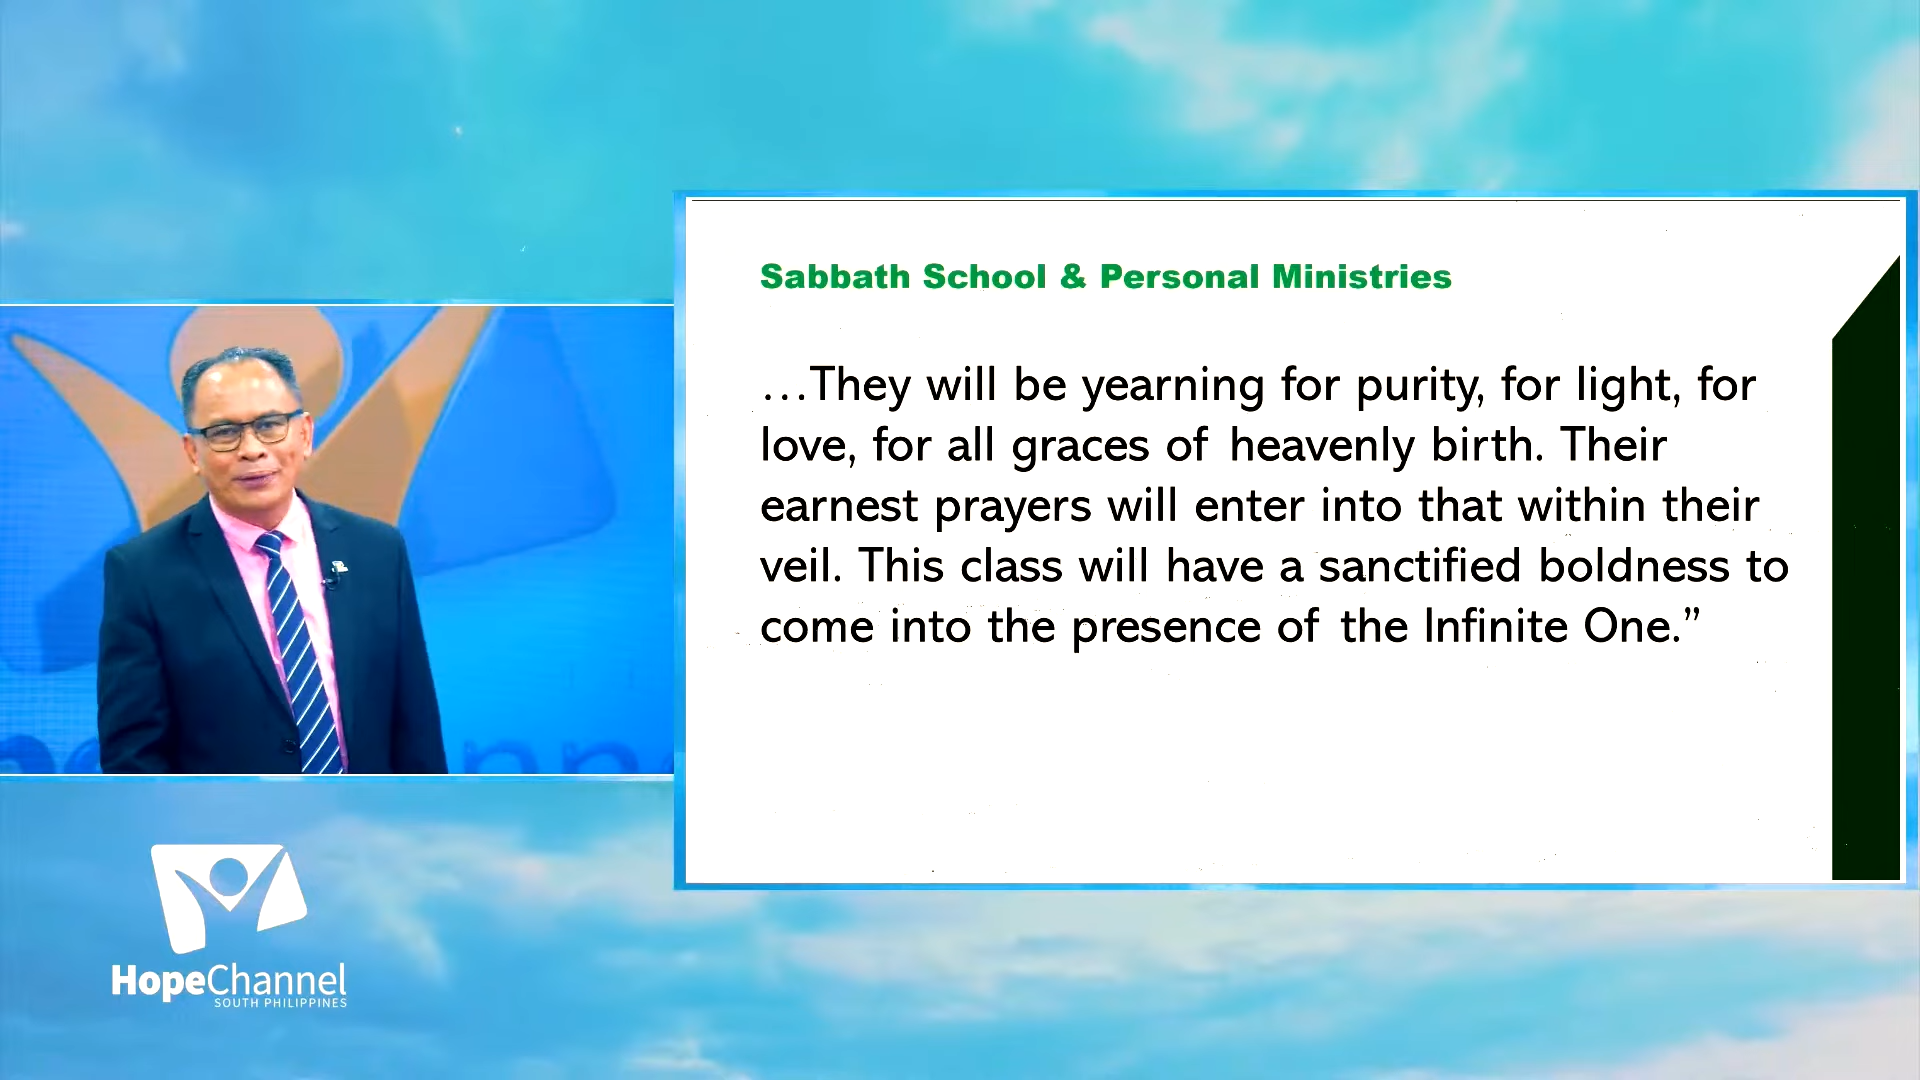 Sabbath School & Personal Ministries
…They will be yearning for purity, for light, for
love, for all graces of heavenly birth. Their
earnest prayers will enter into that within their
veil. This class will have a sanctified boldness to
come into the presence of the Infinite One.”
HopeChannel
SOUTH PHILIPPINES